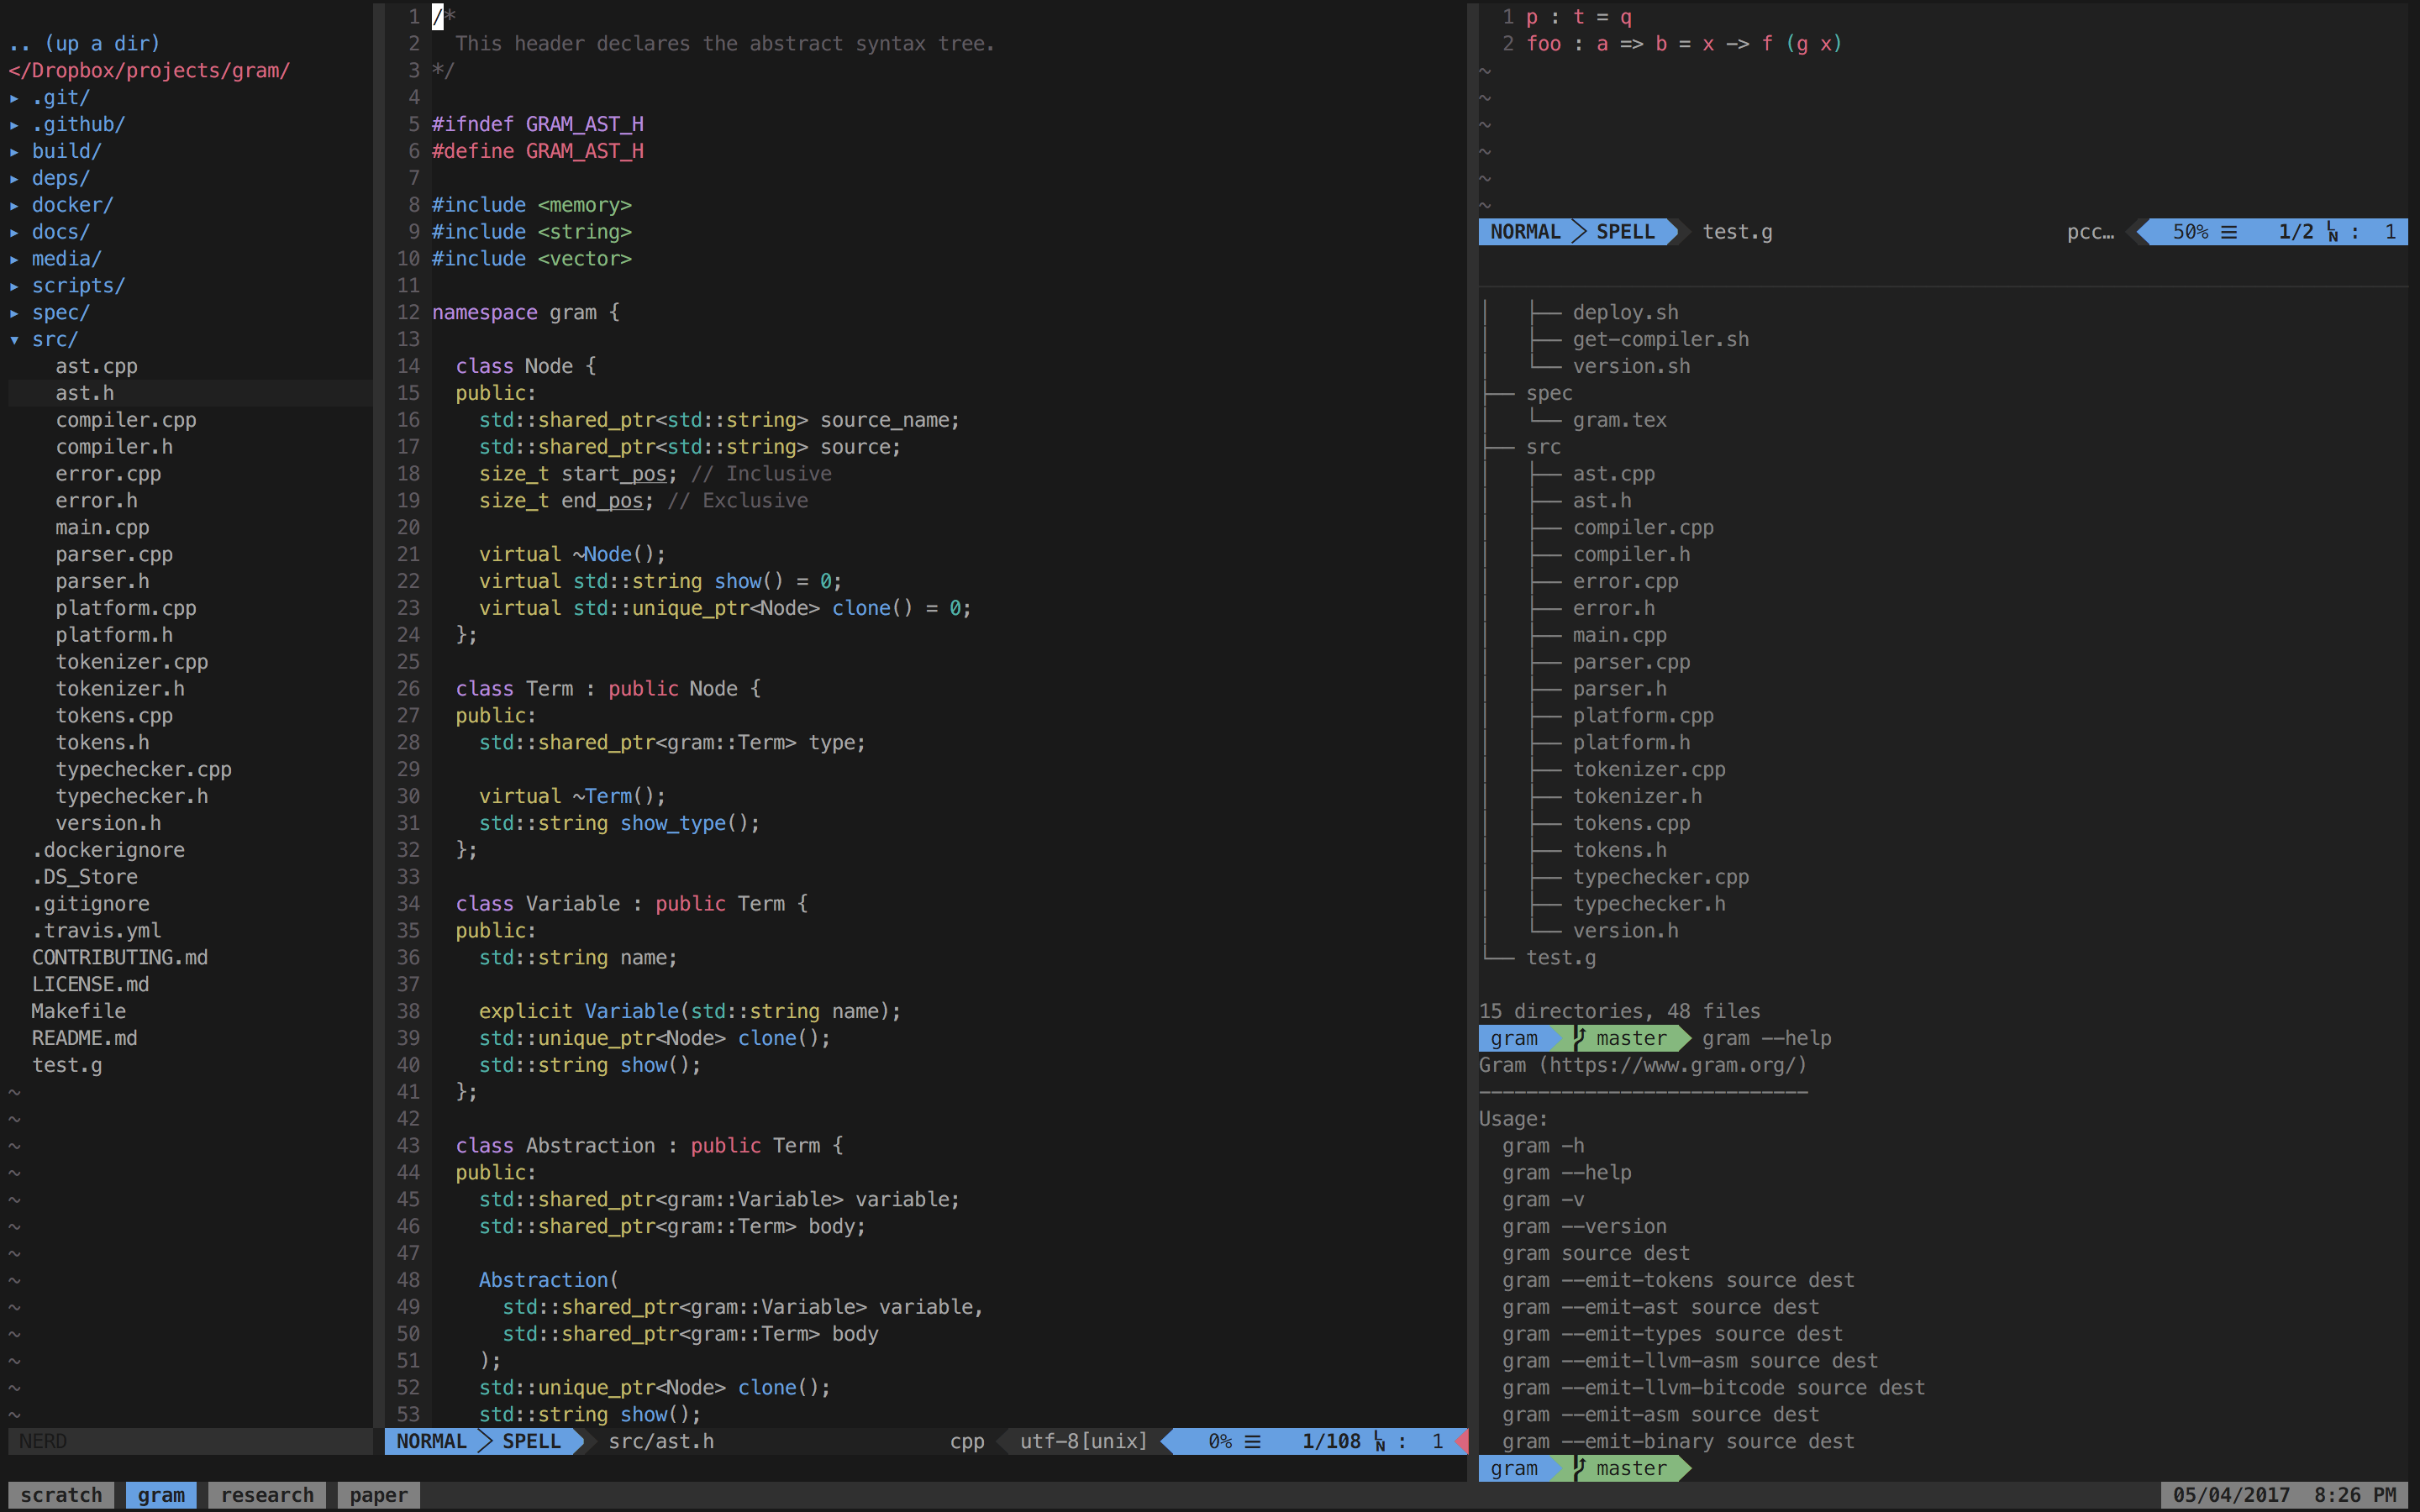 .. (up a dir)
</Dropbox/projects/gram/
▸ .git/
▸ .github/
▸ build/
▸ deps/
▸ docker/
▸ docs/
▸ media/
▸ scripts/
▸ spec/
▾ src/
ast.cpp
ast.h
compiler.cpp
compiler.h
error.cpp
error.h
main.cpp
parser.cpp
parser.h
platform.cpp
platform.h
tokenizer.cpp
tokenizer.h
tokens.cpp
tokens.h
typechecker.cpp
typechecker.h
version.h
.dockerignore
.DS_Store
.gitignore
.travis.yml
CONTRIBUTING.md
LICENSE.md
Makefile
README.md
test.g
~
~
~
~
~
~
~
~
~
~
~
~
~
NERD
1 /*
2   This header declares the abstract syntax tree.
3 */
4
5 #ifndef GRAM_AST_H
6 #define GRAM_AST_H
7
8 #include <memory>
9 #include <string>
10 #include <vector>
11
12 namespace gram {
13
14   class Node {
15   public:
16     std::shared_ptr<std::string> source_name;
17     std::shared_ptr<std::string> source;
18     size_t start_pos; // Inclusive
19     size_t end_pos; // Exclusive
20
21     virtual ~Node();
22     virtual std::string show() = 0;
23     virtual std::unique_ptr<Node> clone() = 0;
24   };
25
26   class Term : public Node {
27   public:
28     std::shared_ptr<gram::Term> type;
29
30     virtual ~Term();
31     std::string show_type();
32   };
33
34   class Variable : public Term {
35   public:
36     std::string name;
37
38     explicit Variable(std::string name);
39     std::unique_ptr<Node> clone();
40     std::string show();
41   };
42
43   class Abstraction : public Term {
44   public:
45     std::shared_ptr<gram::Variable> variable;
46     std::shared_ptr<gram::Term> body;
47
48     Abstraction(
49       std::shared_ptr<gram::Variable> variable,
50       std::shared_ptr<gram::Term> body
51     );
52     std::unique_ptr<Node> clone();
53     std::string show();
NORMAL SPELL src/ast.h cpp utf-8[unix] 0% ☰ 1/108 LN : 1
1 p : t = q
2 foo : a => b = x -> f (g x)
~
~
~
~
~
~
NORMAL SPELL test.g pcc… 50% ☰ 1/2 LN : 1
│   ├── deploy.sh
│   ├── get-compiler.sh
│   └── version.sh
├── spec
│   └── gram.tex
├── src
│   ├── ast.cpp
│   ├── ast.h
│   ├── compiler.cpp
│   ├── compiler.h
│   ├── error.cpp
│   ├── error.h
│   ├── main.cpp
│   ├── parser.cpp
│   ├── parser.h
│   ├── platform.cpp
│   ├── platform.h
│   ├── tokenizer.cpp
│   ├── tokenizer.h
│   ├── tokens.cpp
│   ├── tokens.h
│   ├── typechecker.cpp
│   ├── typechecker.h
│   └── version.h
└── test.g

15 directories, 48 files
gram master gram --help
Gram (https://www.gram.org/)
----------------------------
Usage:
  gram -h
  gram --help
  gram -v
  gram --version
  gram source dest
  gram --emit-tokens source dest
  gram --emit-ast source dest
  gram --emit-types source dest
  gram --emit-llvm-asm source dest
  gram --emit-llvm-bitcode source dest
  gram --emit-asm source dest
  gram --emit-binary source dest
gram master
scratch gram research paper 05/04/2017 8:26 PM